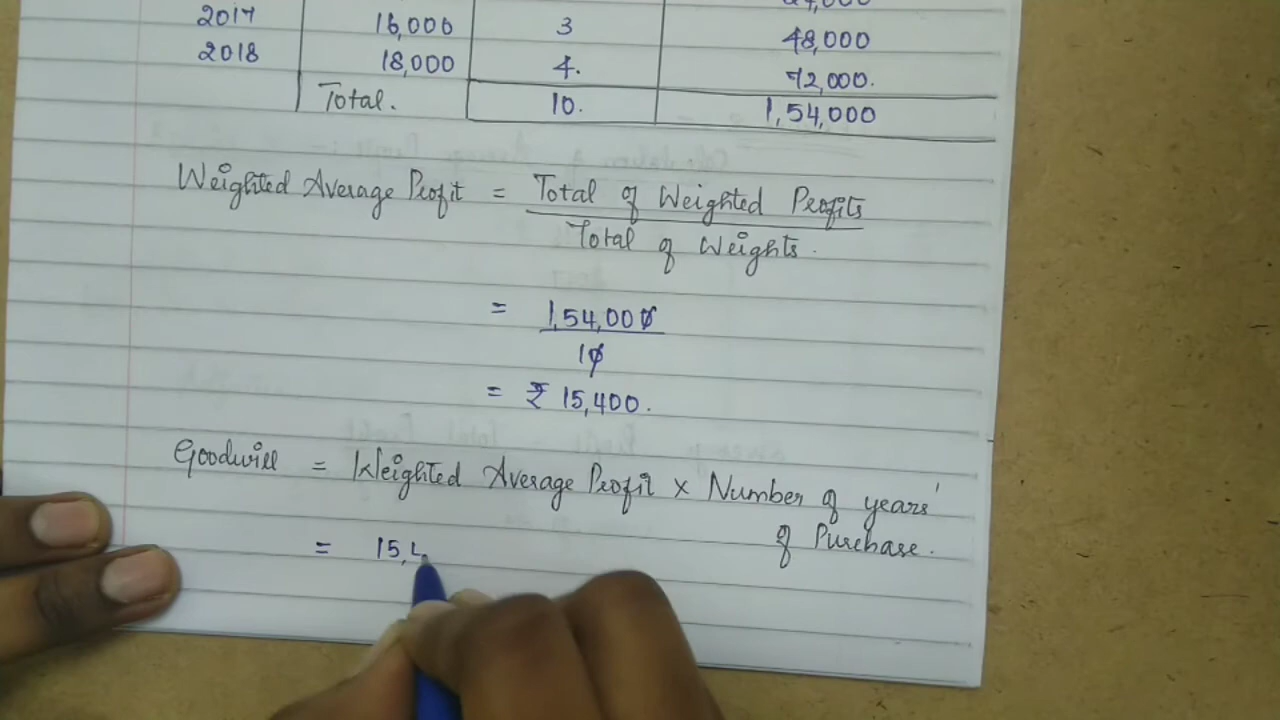 2017 16,000 3 48,000
2018 18,000 4. 72,000.
Total. 10. 1,54,000
Weighted Average Profit = Total of Weighted Profits
Total of Weights.
= 1,54,000
10
= ₹ 15,400.
Goodwill = Weighted Average Profit × Number of years'
of Purchase.
= 15,4